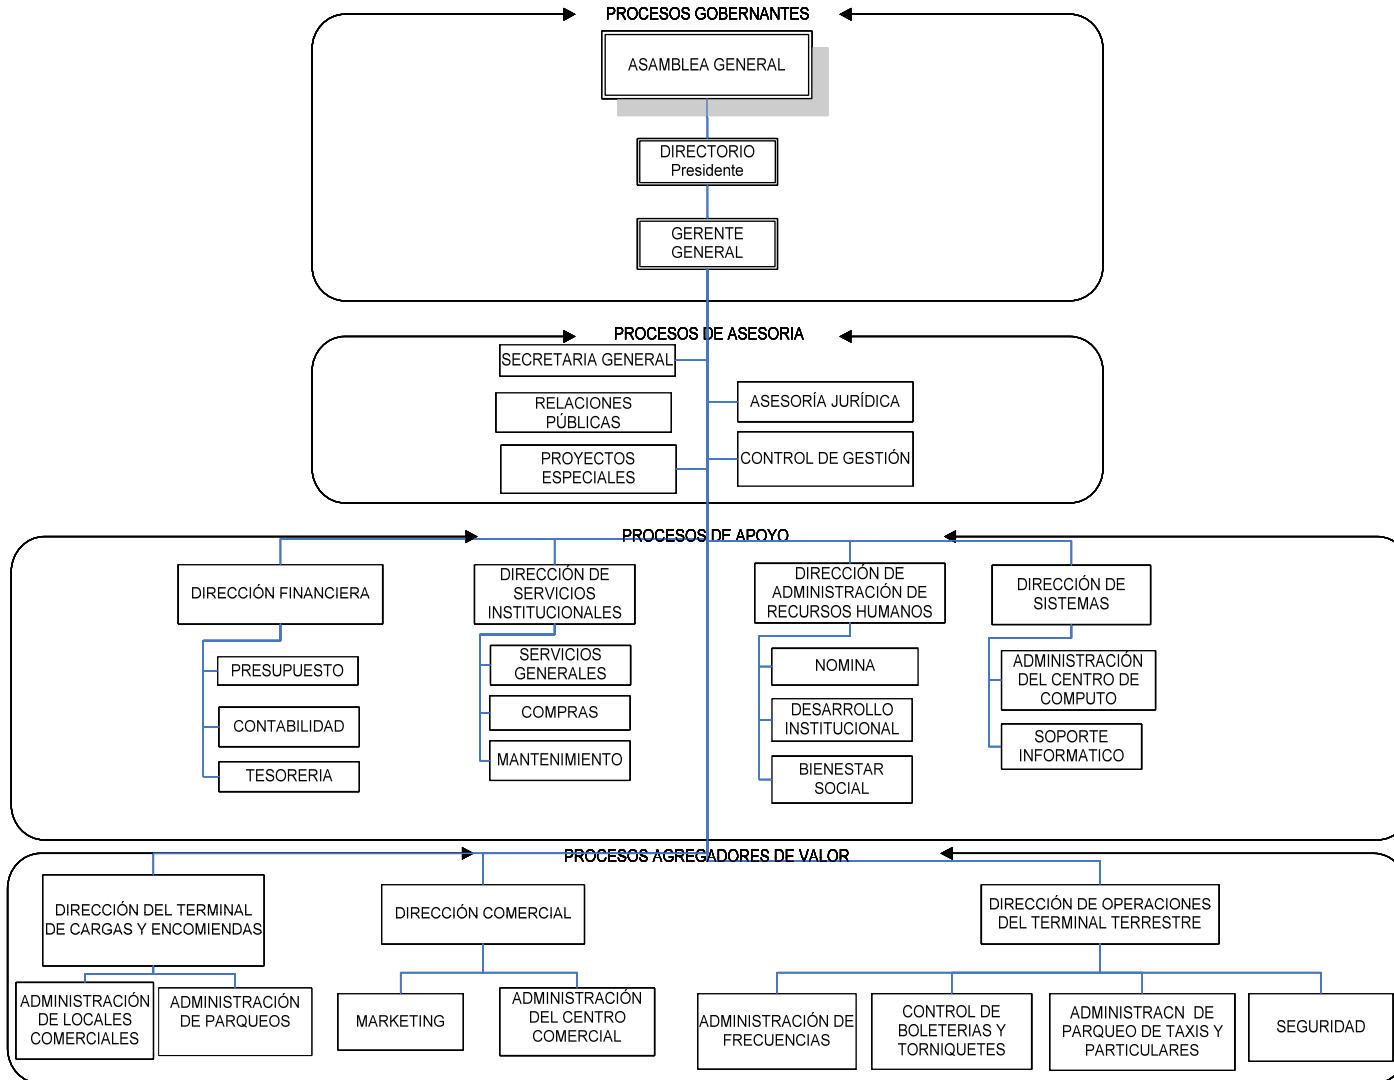 PROCESOS GOBERNANTES
ASAMBLEA GENERAL
DIRECTORIO
Presidente
GERENTE
GENERAL
PROCESOS DE ASESORIA
SECRETARIA GENERAL
RELACIONES
PÚBLICAS
PROYECTOS
ESPECIALES
ASESORÍA JURÍDICA
CONTROL DE GESTIÓN
PROCESOS DE APOYO
DIRECCIÓN FINANCIERA
PRESUPUESTO
CONTABILIDAD
TESORERIA
DIRECCIÓN DE
SERVICIOS
INSTITUCIONALES
SERVICIOS
GENERALES
COMPRAS
MANTENIMIENTO
DIRECCIÓN DE
ADMINISTRACIÓN DE
RECURSOS HUMANOS
NOMINA
DESARROLLO
INSTITUCIONAL
BIENESTAR
SOCIAL
DIRECCIÓN DE
SISTEMAS
ADMINISTRACIÓN
DEL CENTRO DE
COMPUTO
SOPORTE
INFORMATICO
PROCESOS AGREGADORES DE VALOR
DIRECCIÓN DEL TERMINAL
DE CARGAS Y ENCOMIENDAS
ADMINISTRACIÓN
DE LOCALES
COMERCIALES
ADMINISTRACIÓN
DE PARQUEOS
DIRECCIÓN COMERCIAL
MARKETING
ADMINISTRACIÓN
DEL CENTRO
COMERCIAL
DIRECCIÓN DE OPERACIONES
DEL TERMINAL TERRESTRE
ADMINISTRACIÓN DE
FRECUENCIAS
CONTROL DE
BOLETERIAS Y
TORNIQUETES
ADMINISTRACN DE
PARQUEO DE TAXIS Y
PARTICULARES
SEGURIDAD